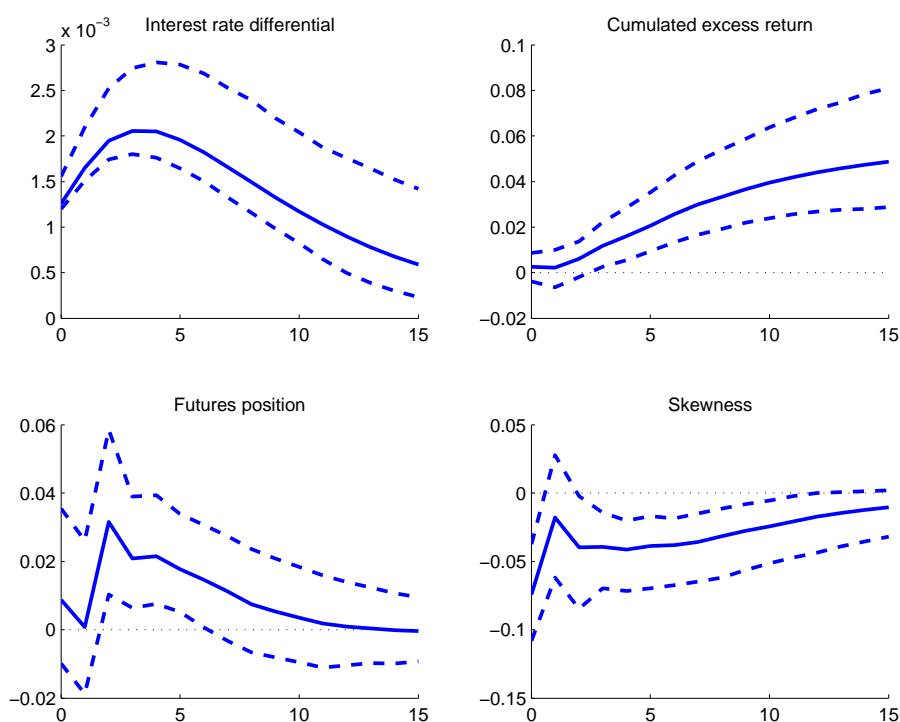 Interest rate differential
x 10⁻³
3
2.5
2
1.5
1
0.5
0
0 5 10 15
Cumulated excess return
0.1
0.08
0.06
0.04
0.02
0
−0.02
0 5 10 15
Futures position
0.06
0.04
0.02
0
−0.02
0 5 10 15
Skewness
0.05
0
−0.05
−0.1
−0.15
0 5 10 15